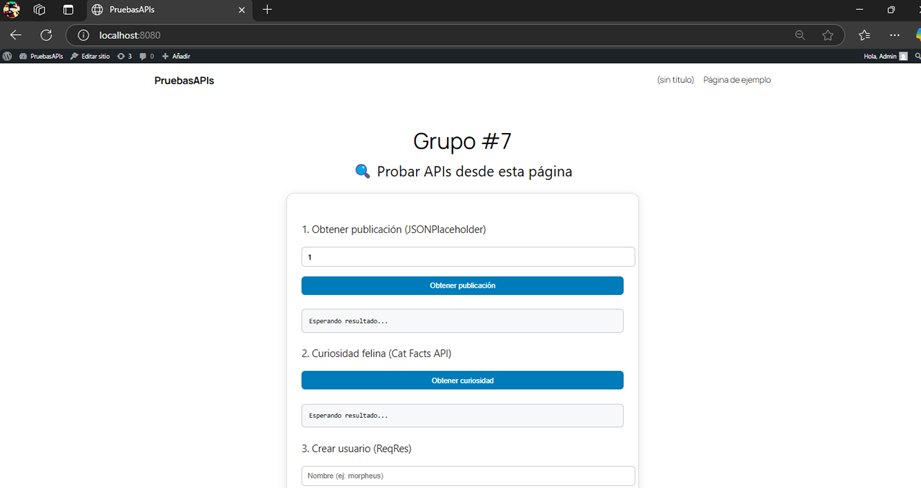 PruebasAPIs
localhost:8080
PruebasAPIs Editar sitio 3 0 Añadir Hola, Admin
PruebasAPIs (sin título) Página de ejemplo
Grupo #7
Probar APIs desde esta página
1. Obtener publicación (JSONPlaceholder)
1
Obtener publicación
Esperando resultado...
2. Curiosidad felina (Cat Facts API)
Obtener curiosidad
Esperando resultado...
3. Crear usuario (ReqRes)
Nombre (ej: morpheus)